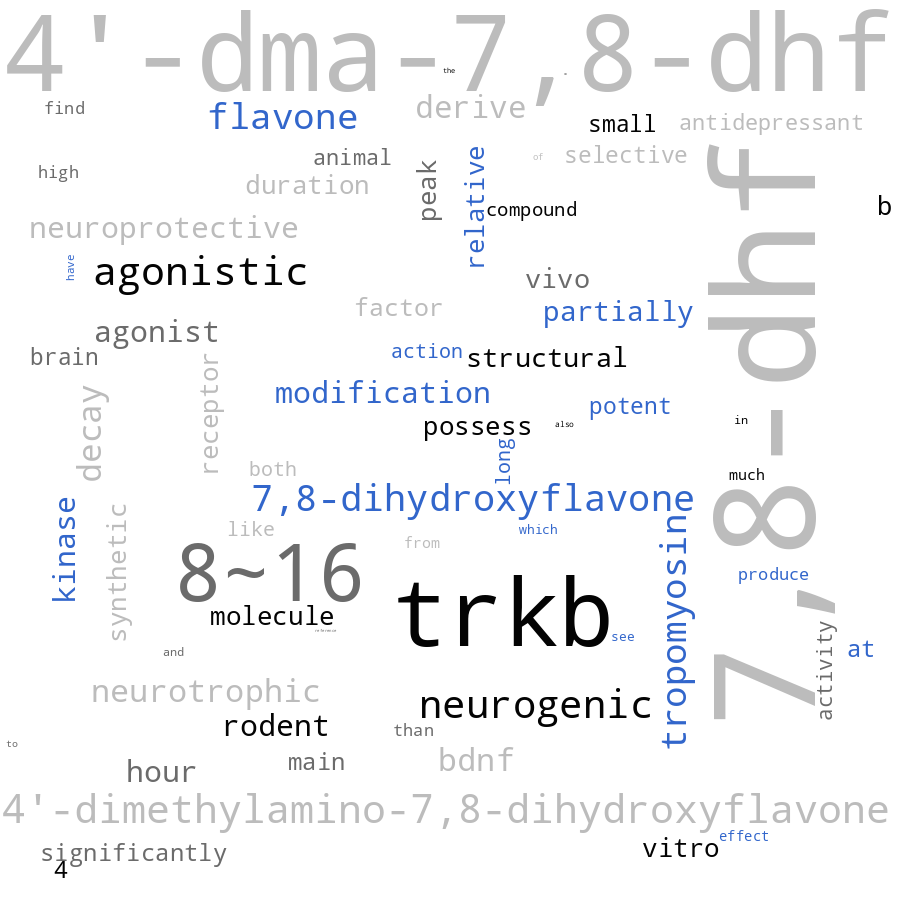 4'-dma-7,8-dhf
the
.
find
flavone
derive
small
antidepressant
animal
of
selective
high
duration
peak
relative
compound
b
neuroprotective
have
agonistic
vivo
7,8-dhf
factor
partially
agonist
brain
action
structural
receptor
modification
potent
decay
possess
also
in
long
both
much
7,8-dihydroxyflavone
kinase
synthetic
like
which
from
tropomyosin
8~16
trkb
produce
molecule
reference
see
activity
at
and
neurotrophic
neurogenic
rodent
than
to
hour
main
bdnf
4'-dimethylamino-7,8-dihydroxyflavone
effect
significantly
vitro
4